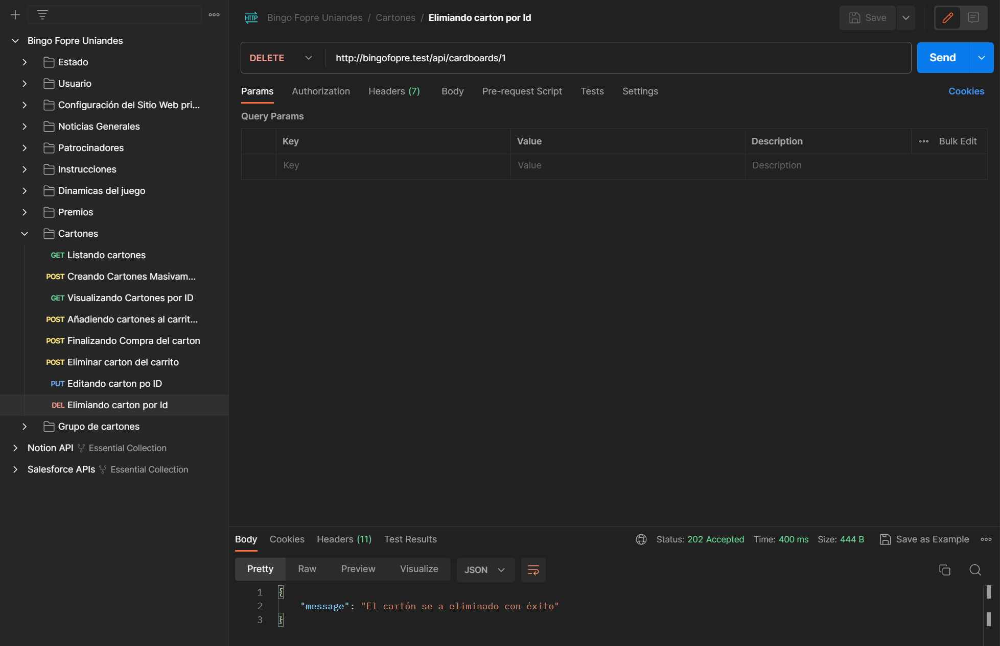 Bingo Fopre Uniandes
Estado
Usuario
Configuración del Sitio Web pri...
Noticias Generales
Patrocinadores
Instrucciones
Dinamicas del juego
Premios
Cartones
GET Listando cartones
POST Creando Cartones Masivam...
GET Visualizando Cartones por ID
POST Añadiendo cartones al carrit...
POST Finalizando Compra del carton
POST Eliminar carton del carrito
PUT Editando carton po ID
DEL Elimiando carton por Id
Grupo de cartones
Notion API Essential Collection
Salesforce APIs Essential Collection
HTTP Bingo Fopre Uniandes / Cartones / Elimiando carton por Id
Save
DELETE http://bingofopre.test/api/cardboards/1
Send
Params Authorization Headers (7) Body Pre-request Script Tests Settings Cookies
Query Params
Key Value Description Bulk Edit
Key Value Description
Body Cookies Headers (11) Test Results Status: 202 Accepted Time: 400 ms Size: 444 B Save as Example
Pretty Raw Preview Visualize JSON
1 {
2 "message": "El cartón se a eliminado con éxito"
3 }